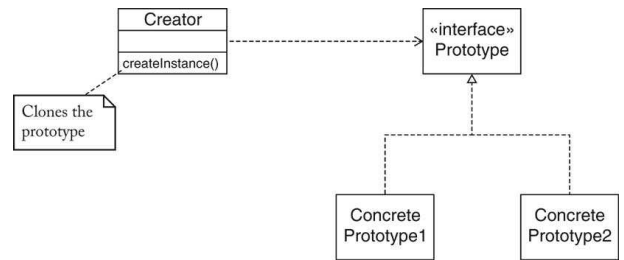 Creator
createInstance()
Clones the
prototype
«interface»
Prototype
Concrete
Prototype1
Concrete
Prototype2